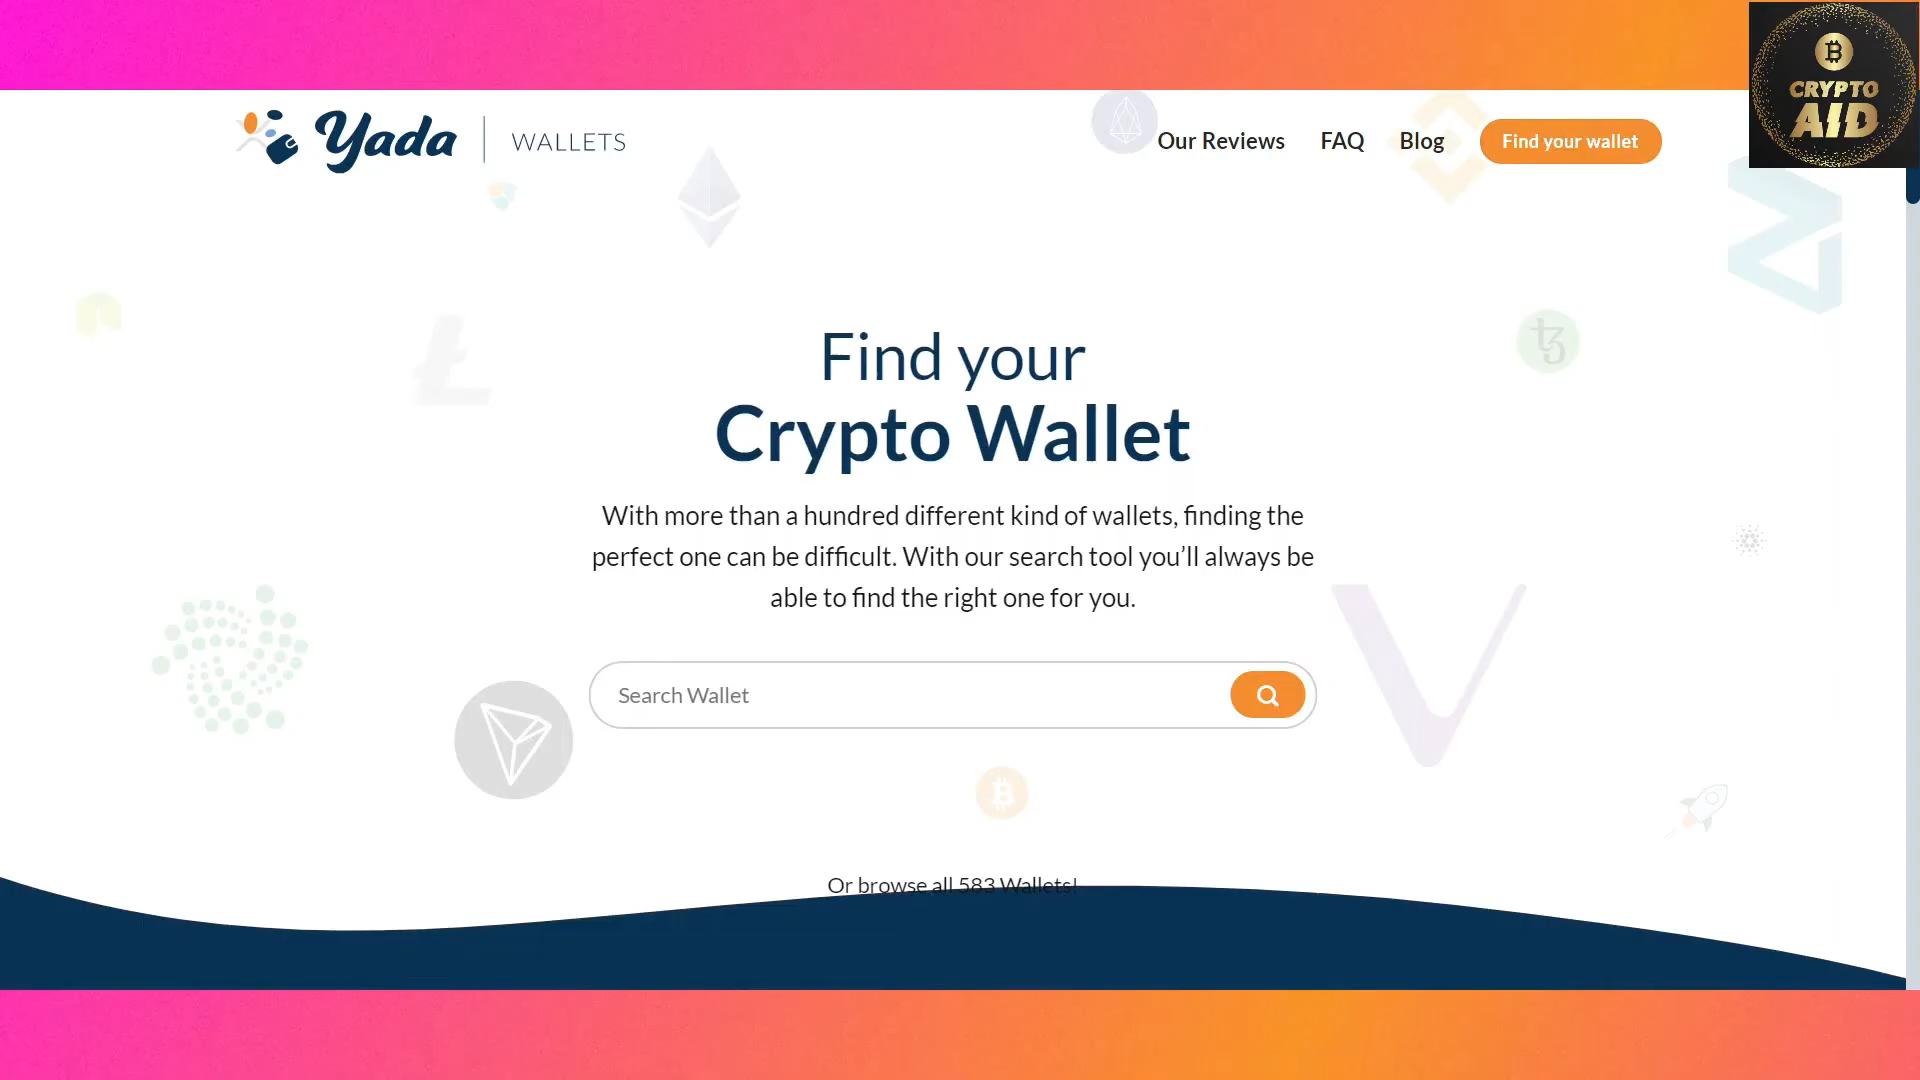 Yada
WALLETS
Our Reviews
FAQ
Blog
Find your wallet
CRYPTO
AID
Find your
Crypto Wallet
With more than a hundred different kind of wallets, finding the
perfect one can be difficult. With our search tool you’ll always be
able to find the right one for you.
Search Wallet
Or browse all 583 Wallets!